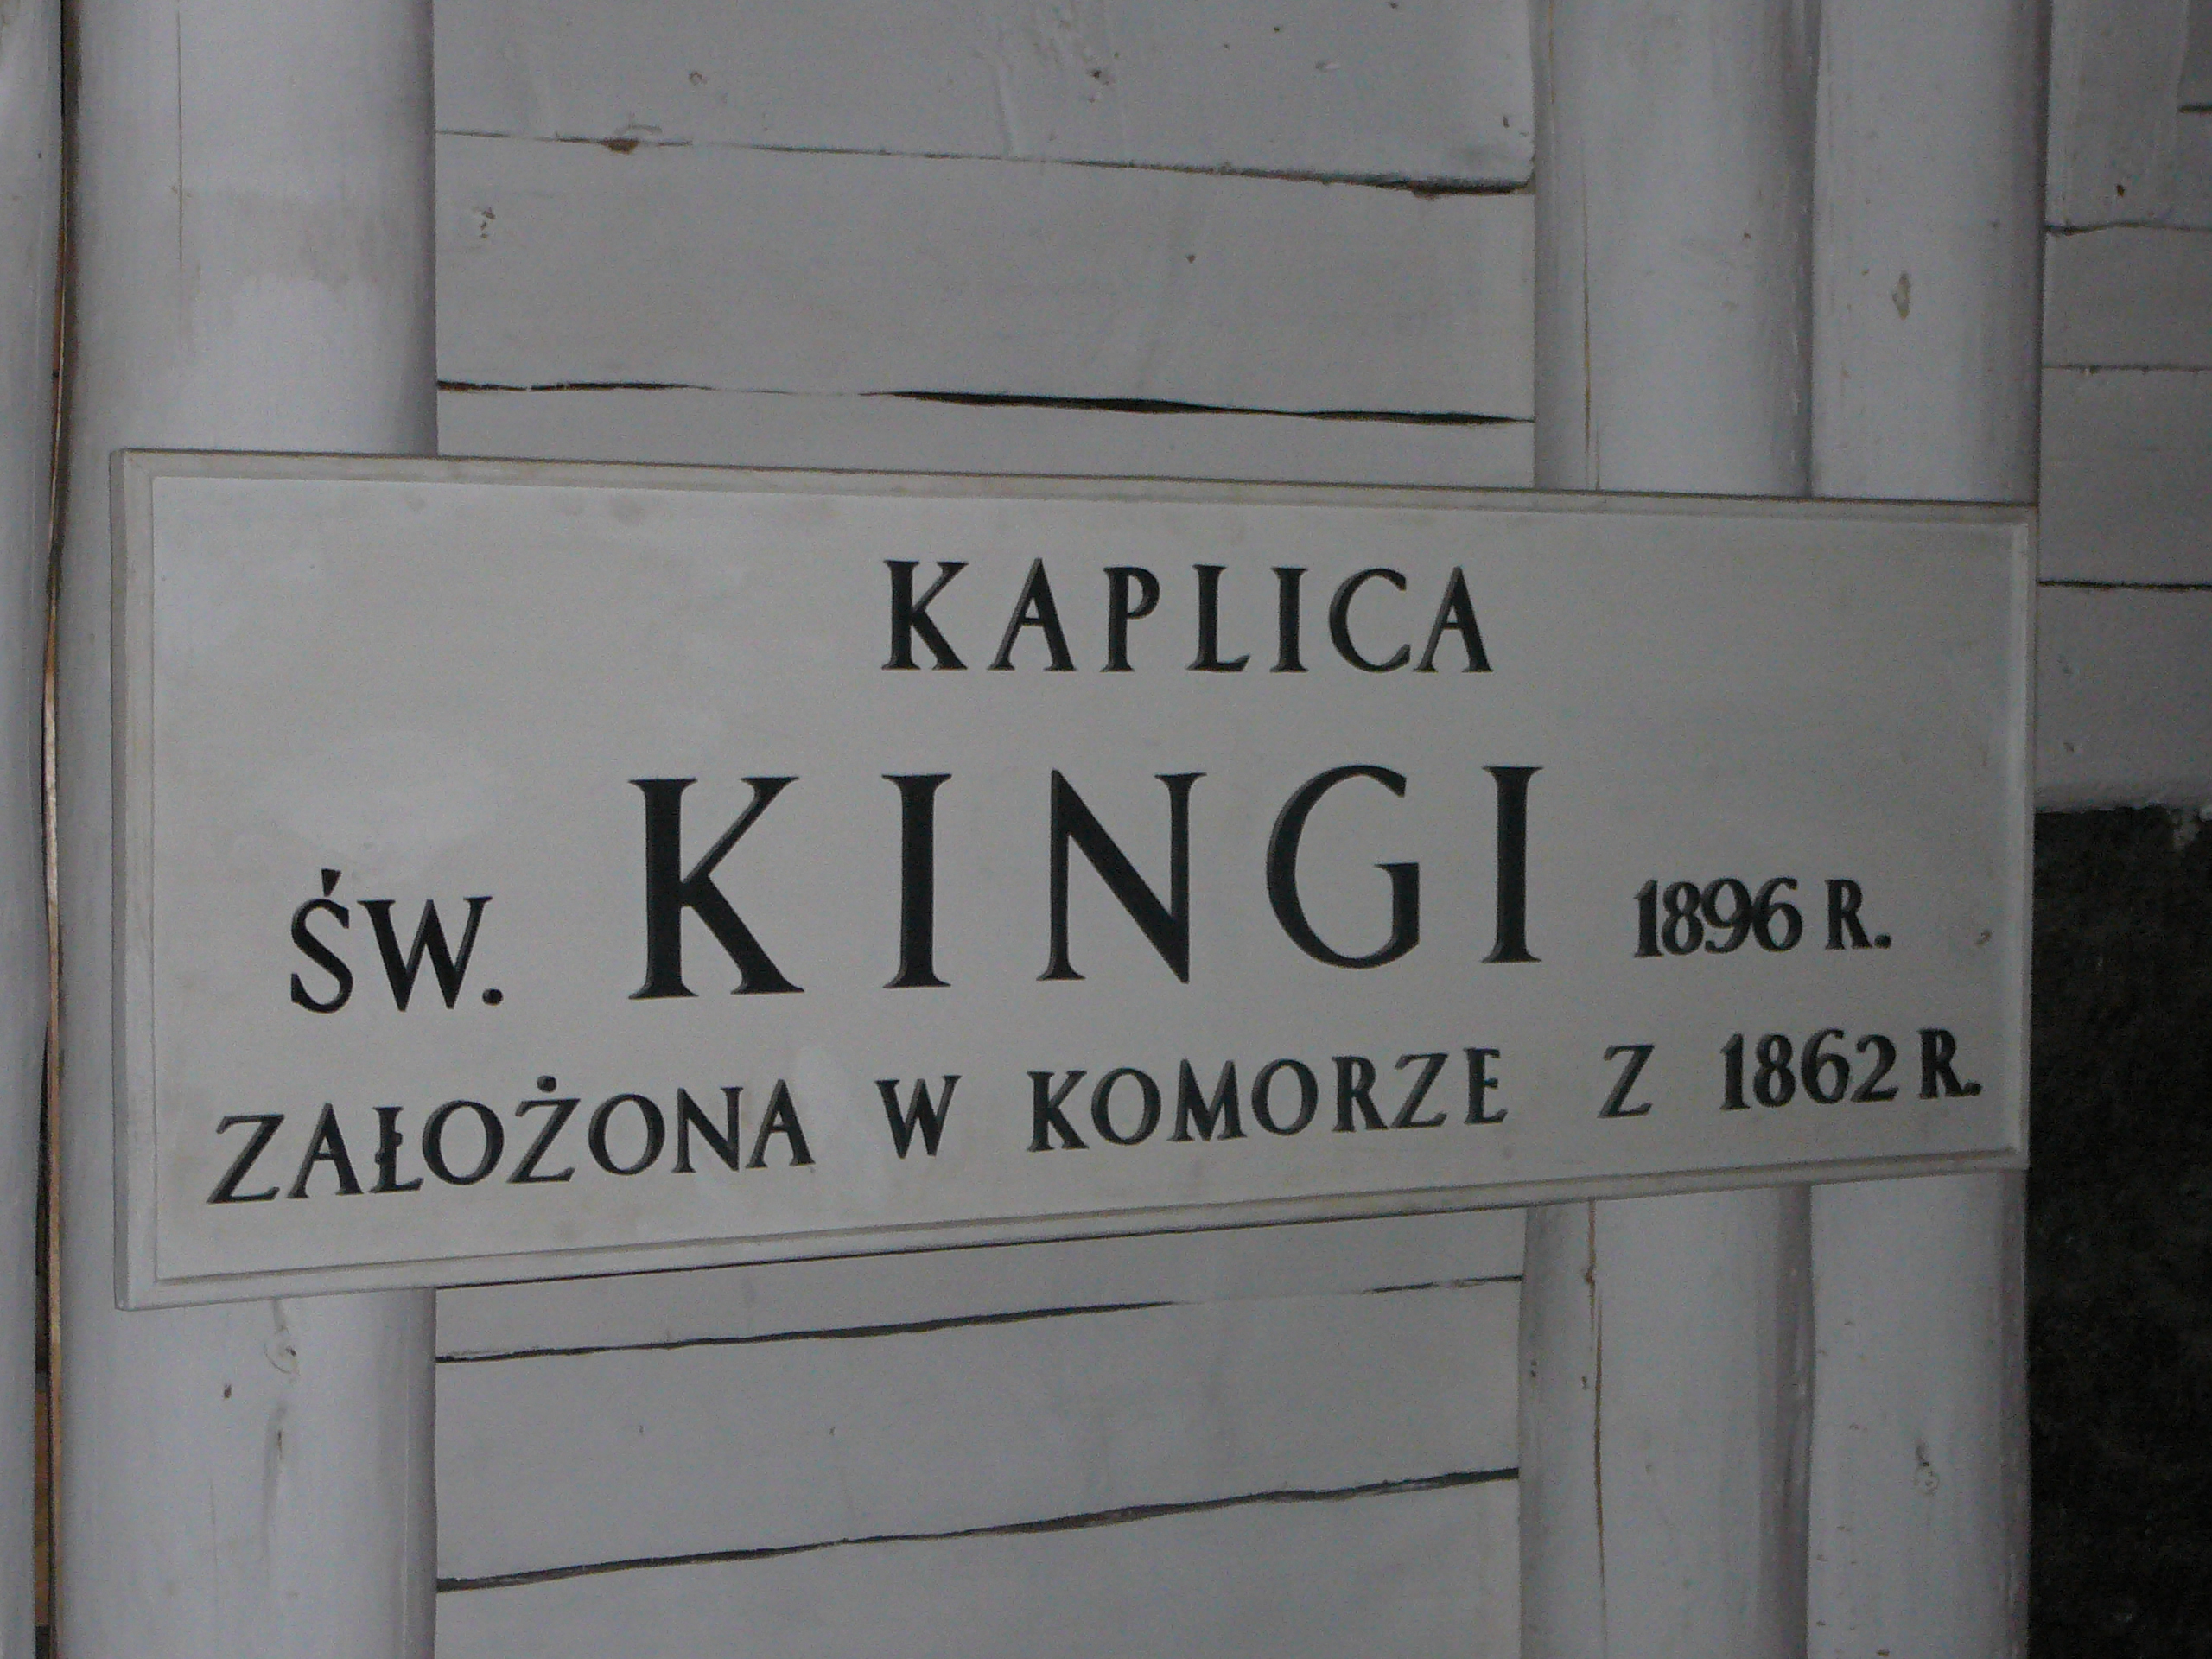 KAPLICA
ŚW. KINGI 1896 R.
ZAŁOŻONA W KOMORZE Z 1862 R.